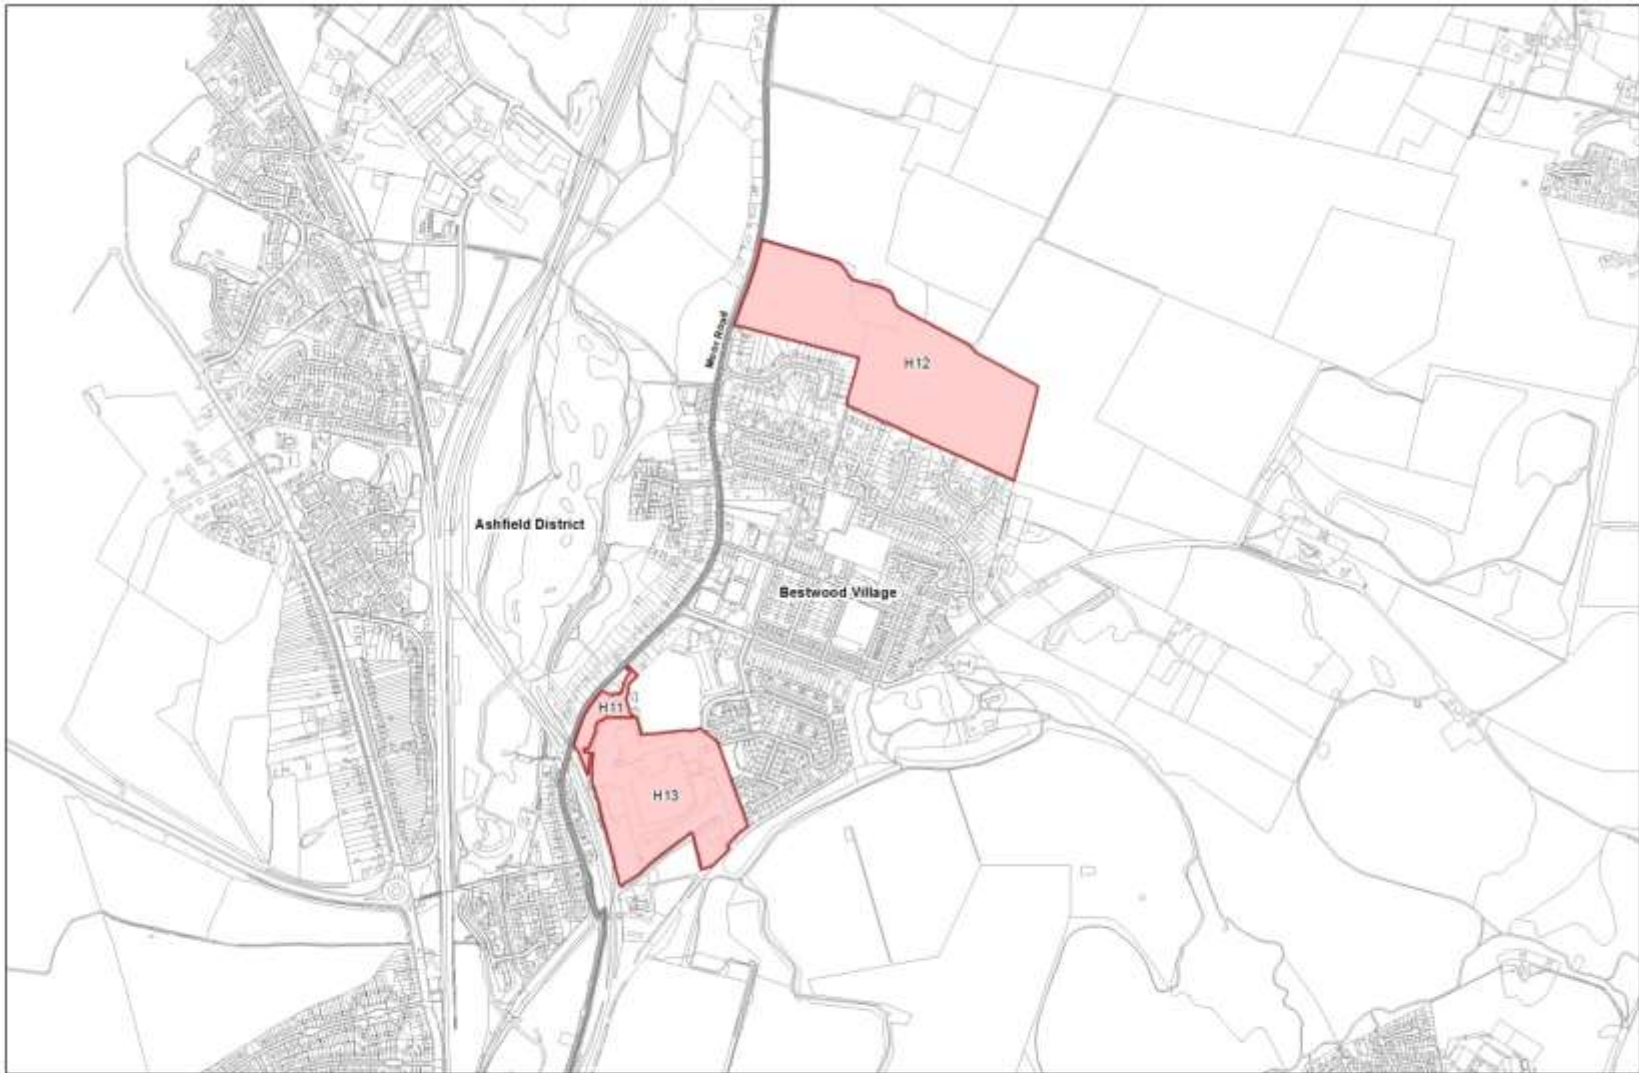 Moor Road
H12
Ashfield District
Bestwood Village
H11
H13